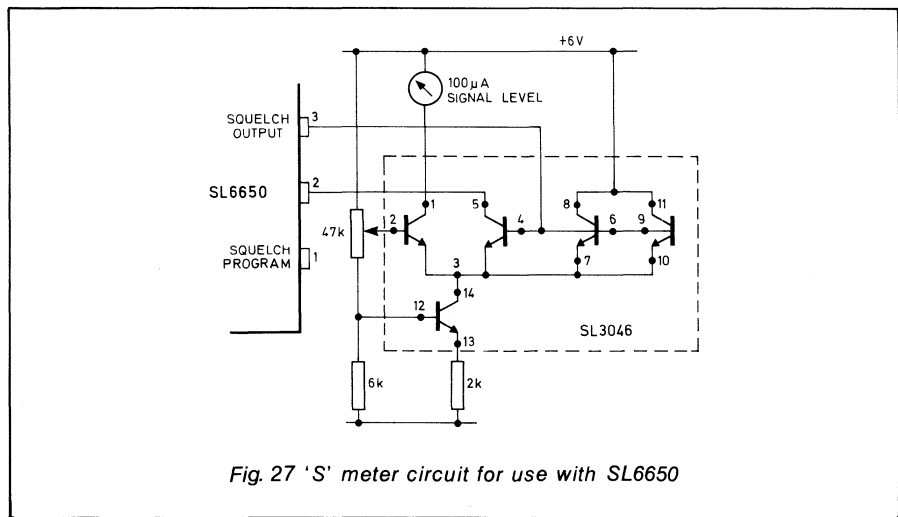 +6V
100µA
SIGNAL LEVEL
SQUELCH
OUTPUT
3
SL6650
2
SQUELCH
PROGRAM
1
47k
2
1
5
4
8
6
9
11
7
10
3
14
12
13
SL3046
6k
2k
Fig. 27 'S' meter circuit for use with SL6650